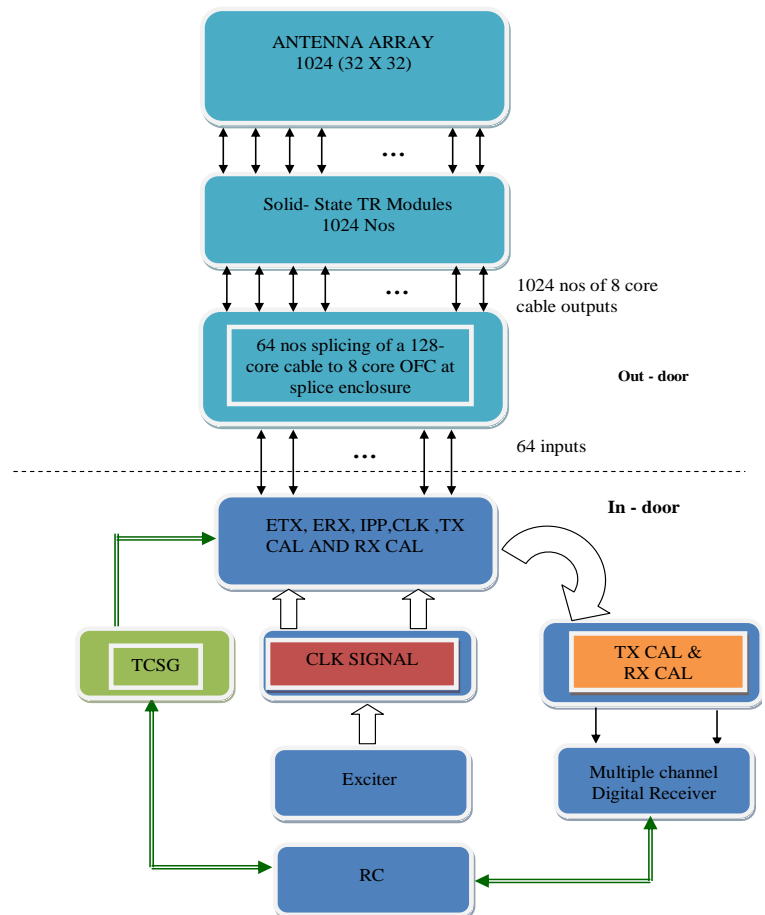 ANTENNA ARRAY
1024 (32 X 32)
...
Solid- State TR Modules
1024 Nos
...
1024 nos of 8 core
cable outputs
64 nos splicing of a 128-
core cable to 8 core OFC at
splice enclosure
Out - door
...
64 inputs
In - door
ETX, ERX, IPP,CLK ,TX
CAL AND RX CAL
TCSG
CLK SIGNAL
TX CAL &
RX CAL
Exciter
Multiple channel
Digital Receiver
RC